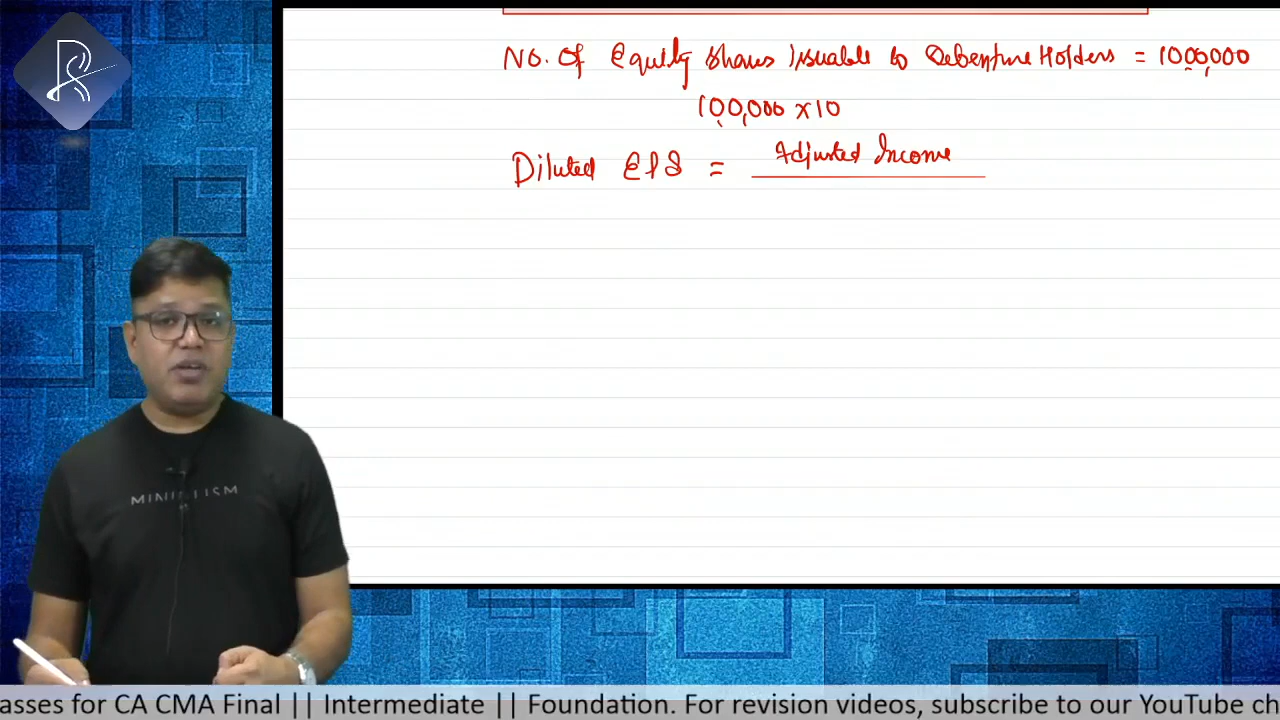 No. Of Equity Shares Issuable to Debenture Holders = 1000,000
100,000 x 10
Diluted EPS = Adjusted Income
MINIMALISM
asses for CA CMA Final || Intermediate || Foundation. For revision videos, subscribe to our YouTube ch